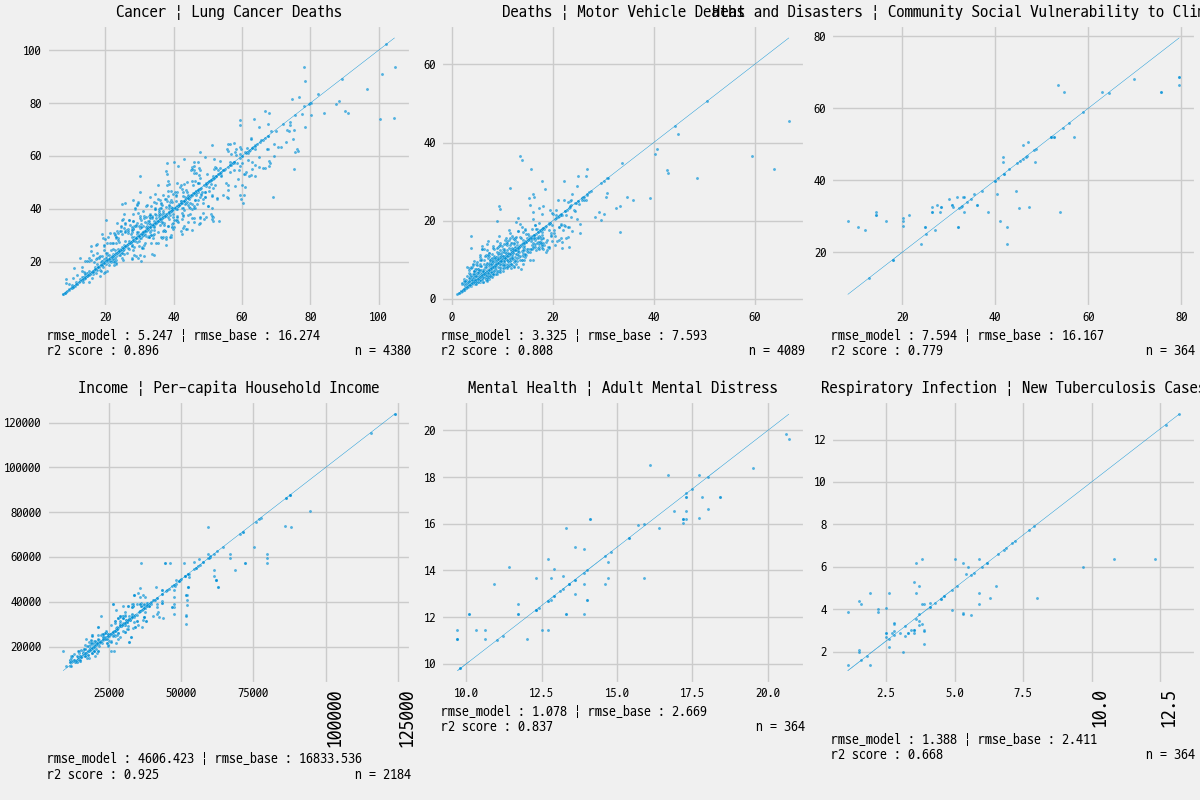 Cancer ¦ Lung Cancer Deaths
100
80
60
40
20
20 40 60 80 100
rmse_model : 5.247 ¦ rmse_base : 16.274
r2 score : 0.896 n = 4380
Deaths ¦ Motor Vehicle Deaths
60
40
20
0
0 20 40 60
rmse_model : 3.325 ¦ rmse_base : 7.593
r2 score : 0.808 n = 4089
and Disasters ¦ Community Social Vulnerability to Clim
80
60
40
20
20 40 60 80
rmse_model : 7.594 ¦ rmse_base : 16.167
r2 score : 0.779 n = 364
Income ¦ Per-capita Household Income
120000
100000
80000
60000
40000
20000
25000 50000 75000 100000 125000
rmse_model : 4606.423 ¦ rmse_base : 16833.536
r2 score : 0.925 n = 2184
Mental Health ¦ Adult Mental Distress
20
18
16
14
12
10
10.0 12.5 15.0 17.5 20.0
rmse_model : 1.078 ¦ rmse_base : 2.669
r2 score : 0.837 n = 364
Respiratory Infection ¦ New Tuberculosis Cases
12
10
8
6
4
2
2.5 5.0 7.5 10.0 12.5
rmse_model : 1.388 ¦ rmse_base : 2.411
r2 score : 0.668 n = 364